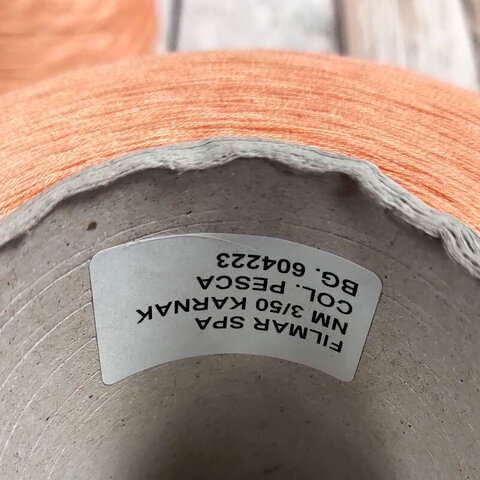 FILMAR SPA
NM 3/50 KARNAK
COL. PESCA
BG. 604223